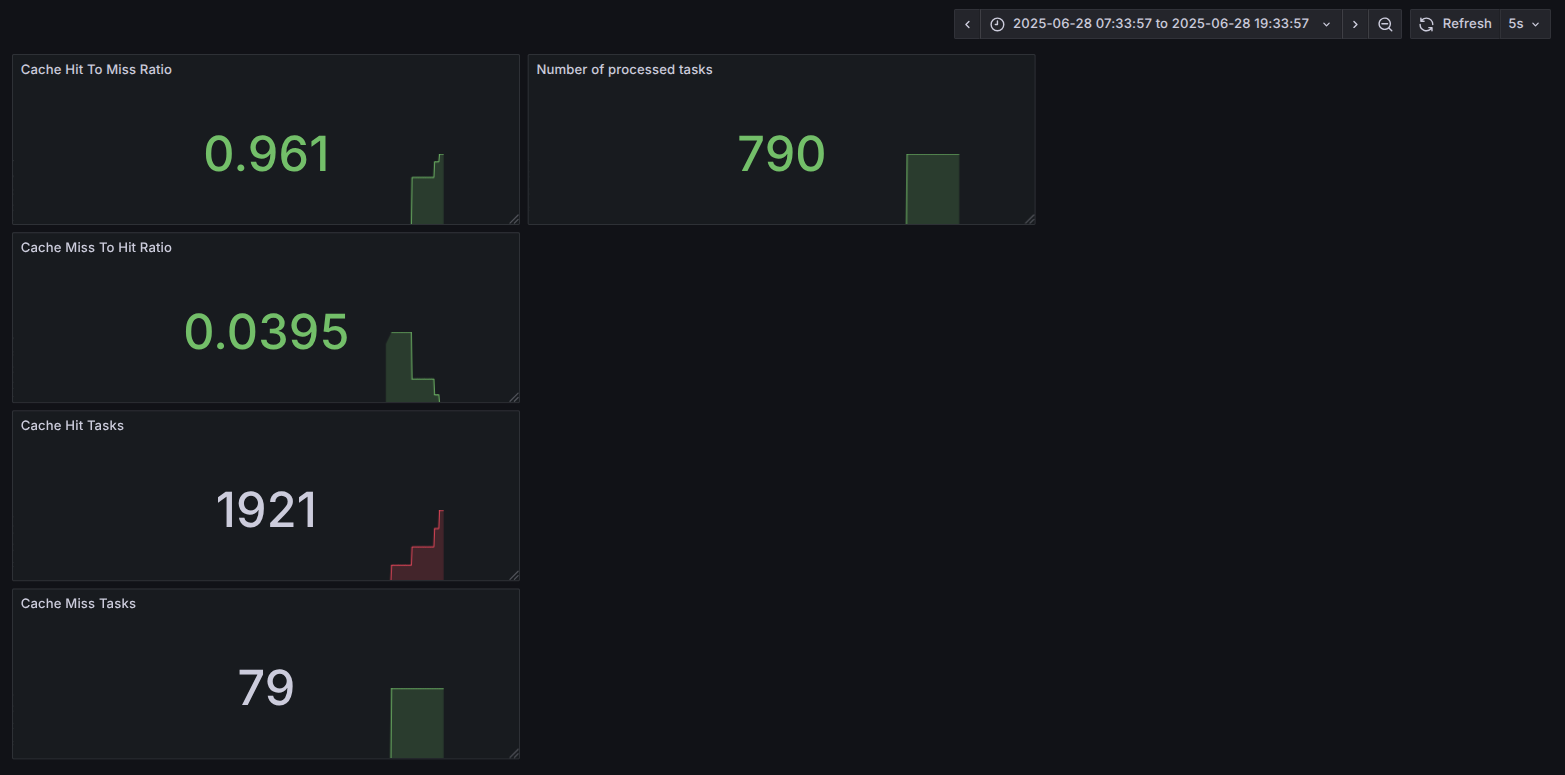 2025-06-28 07:33:57 to 2025-06-28 19:33:57 Refresh 5s
Cache Hit To Miss Ratio
0.961
Number of processed tasks
790
Cache Miss To Hit Ratio
0.0395
Cache Hit Tasks
1921
Cache Miss Tasks
79